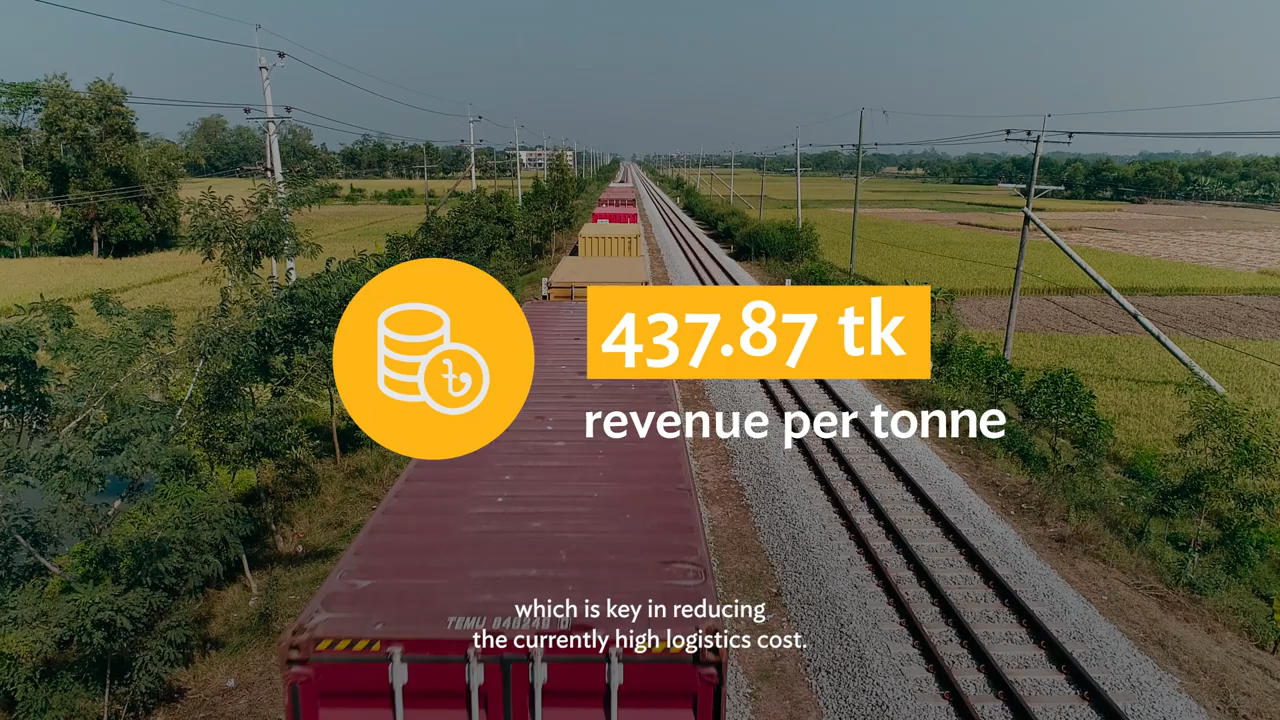 ৳
437.87 tk
revenue per tonne
which is key in reducing
the currently high logistics cost.